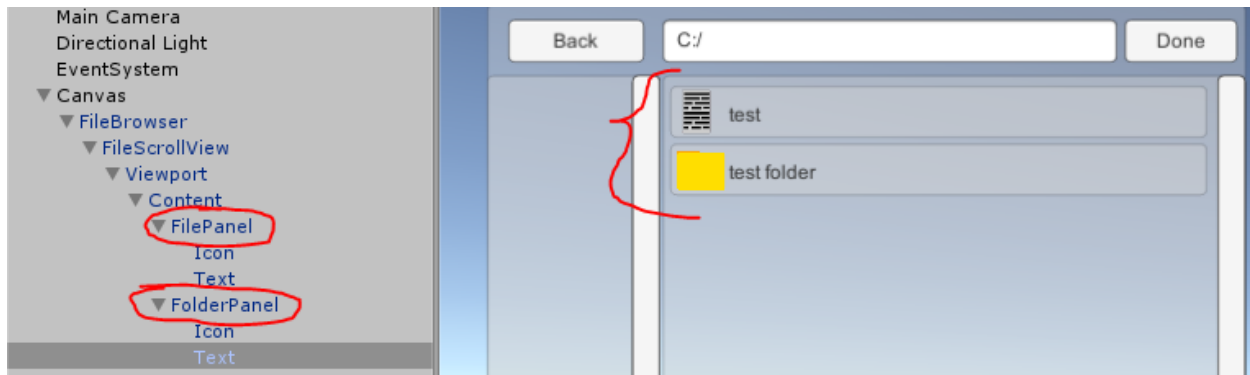 Main Camera
Directional Light
EventSystem
Canvas
FileBrowser
FileScrollView
Viewport
Content
FilePanel
Icon
Text
FolderPanel
Icon
Text
Back
C:/
Done
test
test folder